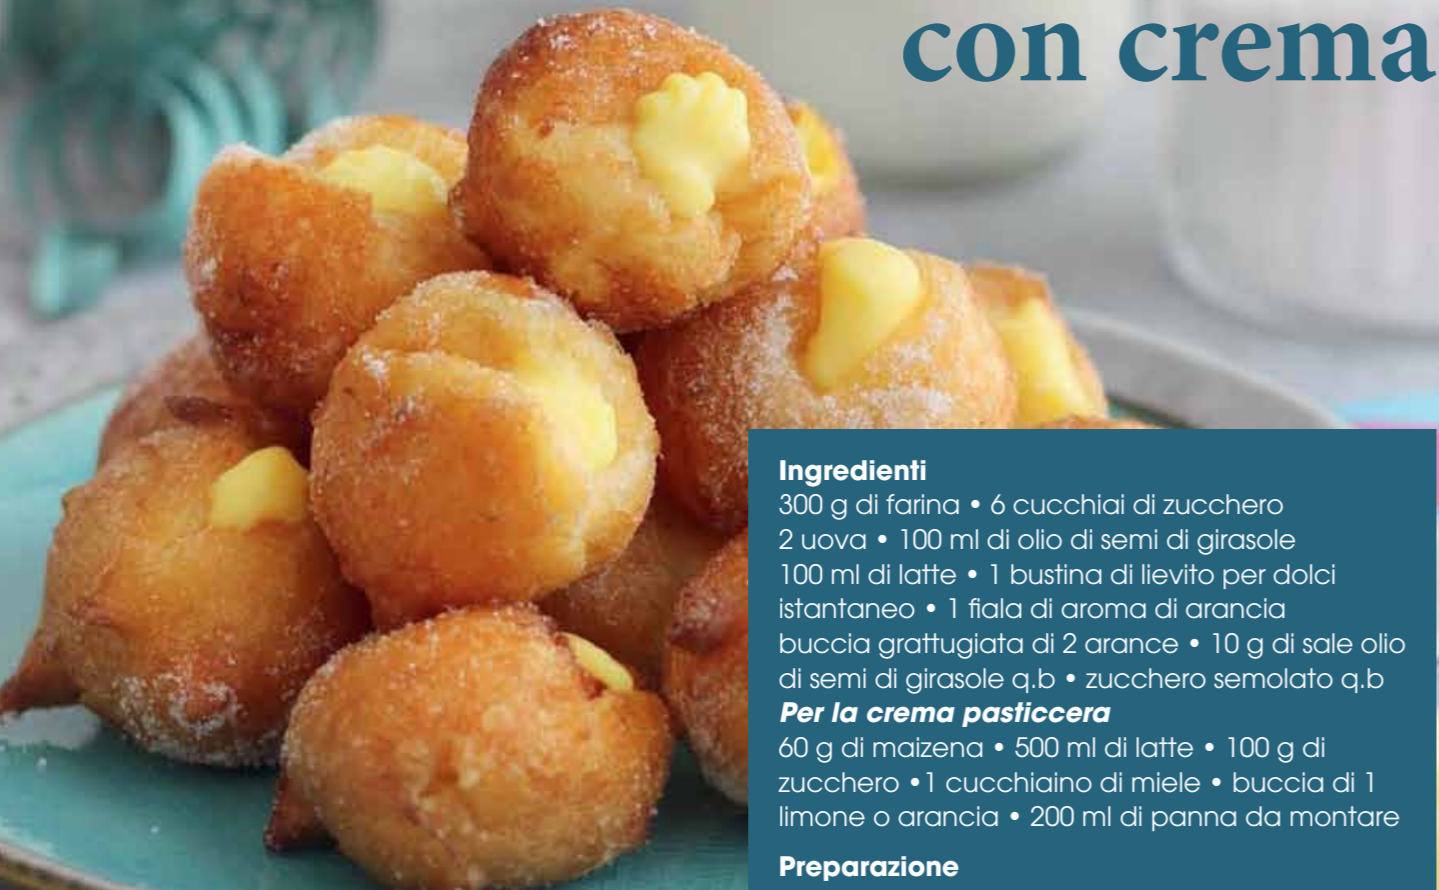 con crema
Ingredienti
300 g di farina • 6 cucchiai di zucchero
2 uova • 100 ml di olio di semi di girasole
100 ml di latte • 1 bustina di lievito per dolci
istantaneo • 1 fiala di aroma di arancia
buccia grattugiata di 2 arance • 10 g di sale olio
di semi di girasole q.b • zucchero semolato q.b
Per la crema pasticcera
60 g di maizena • 500 ml di latte • 100 g di
zucchero •1 cucchiaino di miele • buccia di 1
limone o arancia • 200 ml di panna da montare
Preparazione